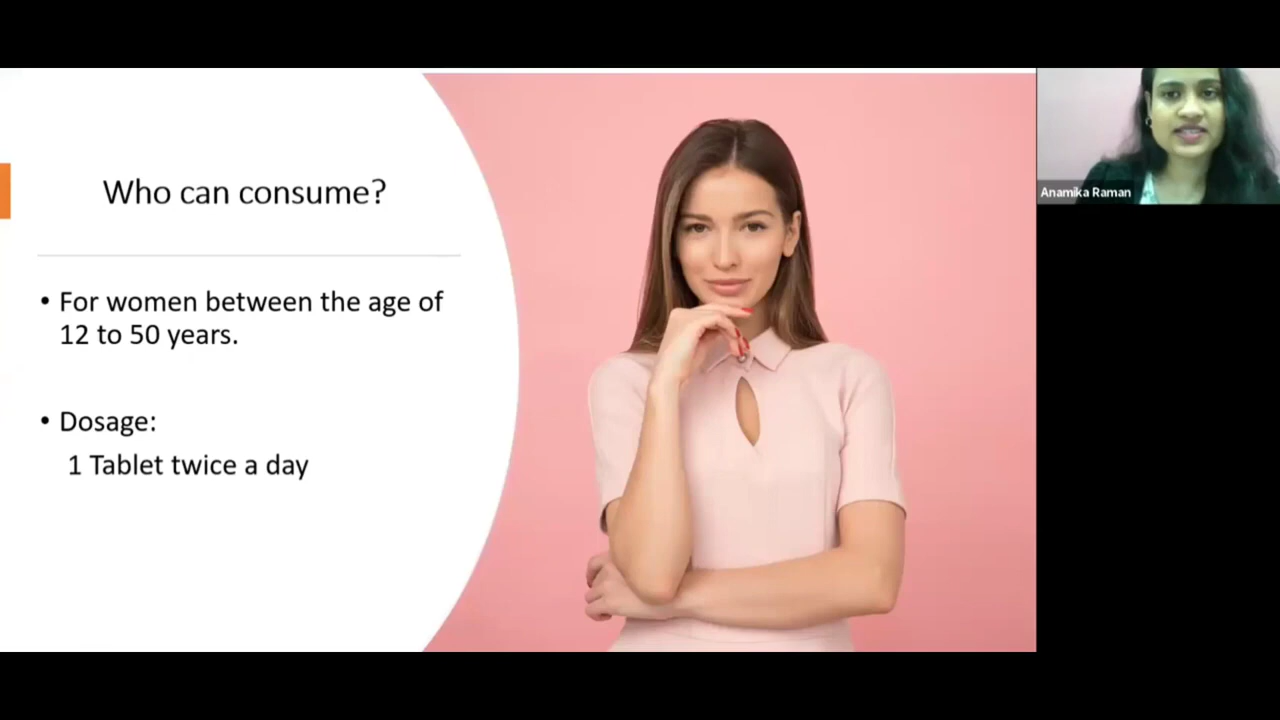 Who can consume?
• For women between the age of
12 to 50 years.
• Dosage:
1 Tablet twice a day
Anamika Raman